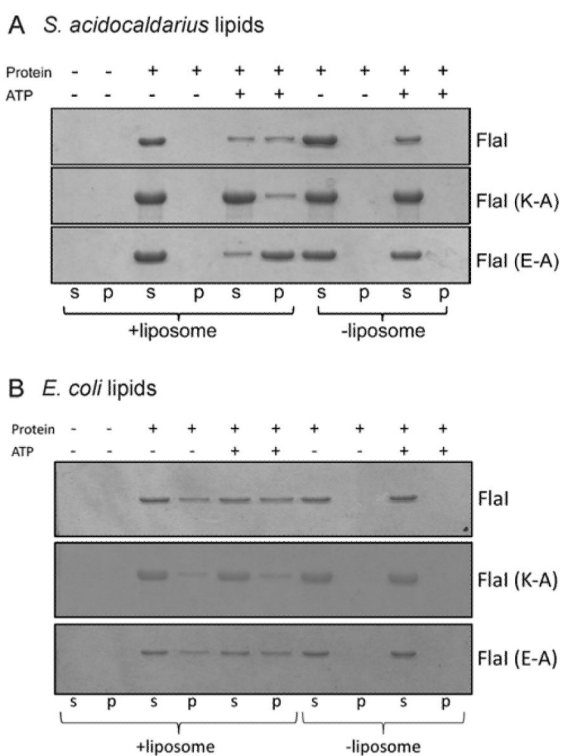 A S. acidocaldarius lipids
Protein - - + + + + + + + +
ATP - - - - + + - - + +
FlaI
FlaI (K-A)
FlaI (E-A)
s p s p s p s p s p
+liposome -liposome
B E. coli lipids
Protein - - + + + + + + + +
ATP - - - - + + - - + +
FlaI
FlaI (K-A)
FlaI (E-A)
s p s p s p s p s p
+liposome -liposome